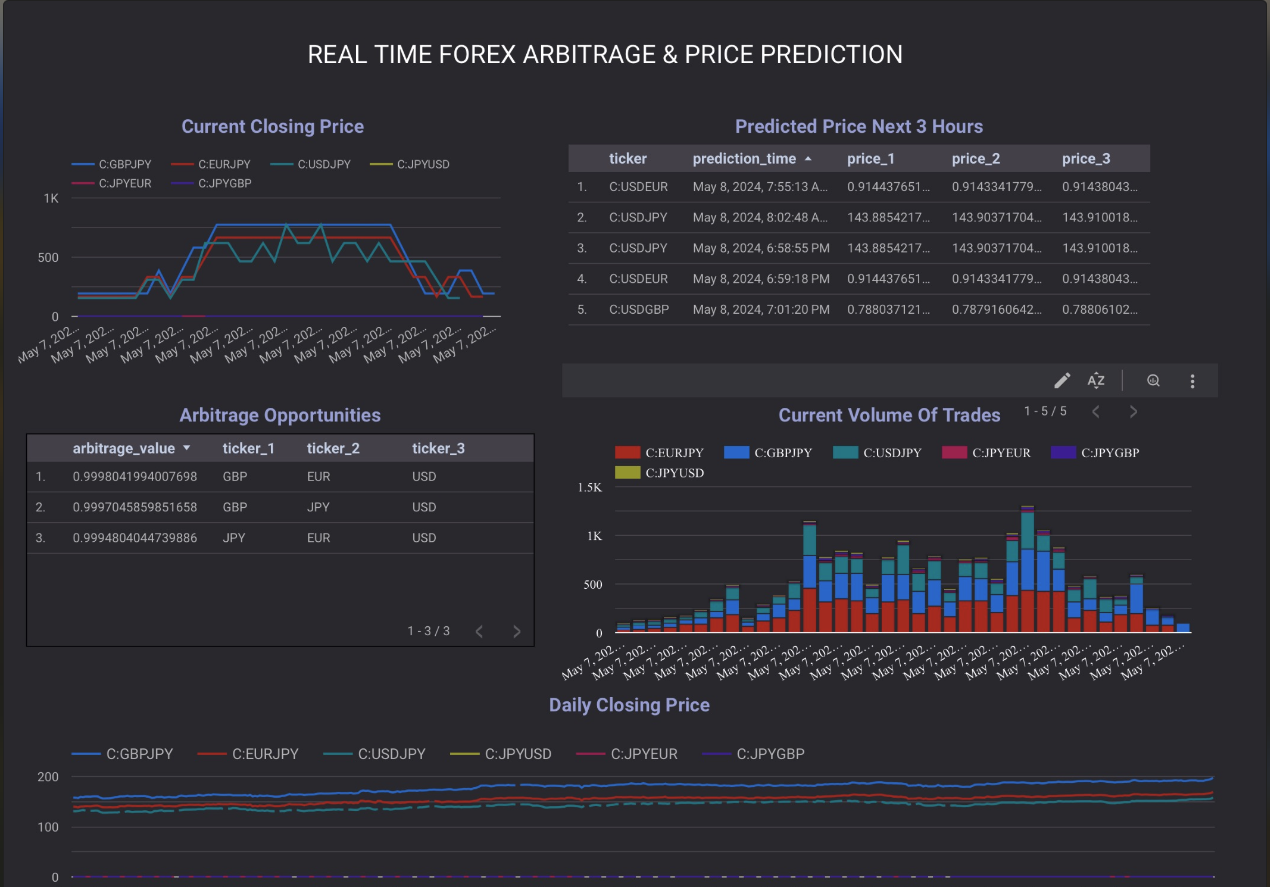 REAL TIME FOREX ARBITRAGE & PRICE PREDICTION
Current Closing Price
C:GBPJPY C:EURJPY C:USDJPY C:JPYUSD
C:JPYEUR C:JPYGBP
1K
500
0
May 7,202… May 7,202… May 7,202… May 7,202… May 7,202… May 7,202… May 7,202… May 7,202… May 7,202… May 7,202… May 7,202… May 7,202… May 7,202…
Predicted Price Next 3 Hours
ticker prediction_time price_1 price_2 price_3
1. C:USDEUR May 8, 2024, 7:55:13 A… 0.914437651… 0.9143341779… 0.91438043…
2. C:USDJPY May 8, 2024, 8:02:48 A… 143.8854217… 143.90371704… 143.910018…
3. C:USDJPY May 8, 2024, 6:58:55 PM 143.8854217… 143.90371704… 143.910018…
4. C:USDEUR May 8, 2024, 6:59:18 PM 0.914437651… 0.9143341779… 0.91438043…
5. C:USDGBP May 8, 2024, 7:01:20 PM 0.788037121… 0.7879160642… 0.78806102…
AZ
1 - 5 / 5
Arbitrage Opportunities
arbitrage_value ticker_1 ticker_2 ticker_3
1. 0.9998041994007698 GBP EUR USD
2. 0.9997045859851658 GBP JPY USD
3. 0.9994804044739886 JPY EUR USD
1 - 3 / 3
Current Volume Of Trades
C:EURJPY C:GBPJPY C:USDJPY C:JPYEUR C:JPYGBP
C:JPYUSD
1.5K
1K
500
0
May 7, 202… May 7, 202… May 7, 202… May 7, 202… May 7, 202… May 7, 202… May 7, 202… May 7, 202… May 7, 202… May 7, 202… May 7, 202… May 7, 202… May 7, 202… May 7, 202… May 7, 202… May 7, 202… May 7, 202… May 7, 202… May 7, 202…
Daily Closing Price
C:GBPJPY C:EURJPY C:USDJPY C:JPYUSD C:JPYEUR C:JPYGBP
200
100
0